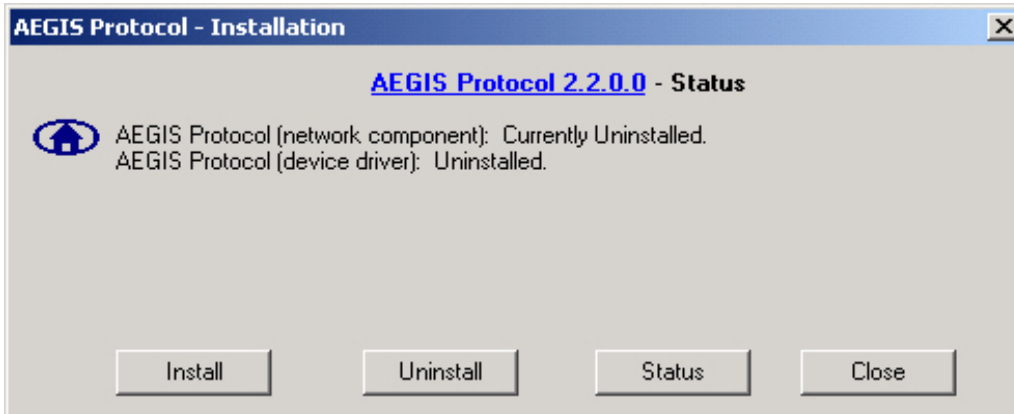 AEGIS Protocol - Installation
AEGIS Protocol 2.2.0.0 - Status
AEGIS Protocol (network component):  Currently Uninstalled.
AEGIS Protocol (device driver):  Uninstalled.
Install Uninstall Status Close